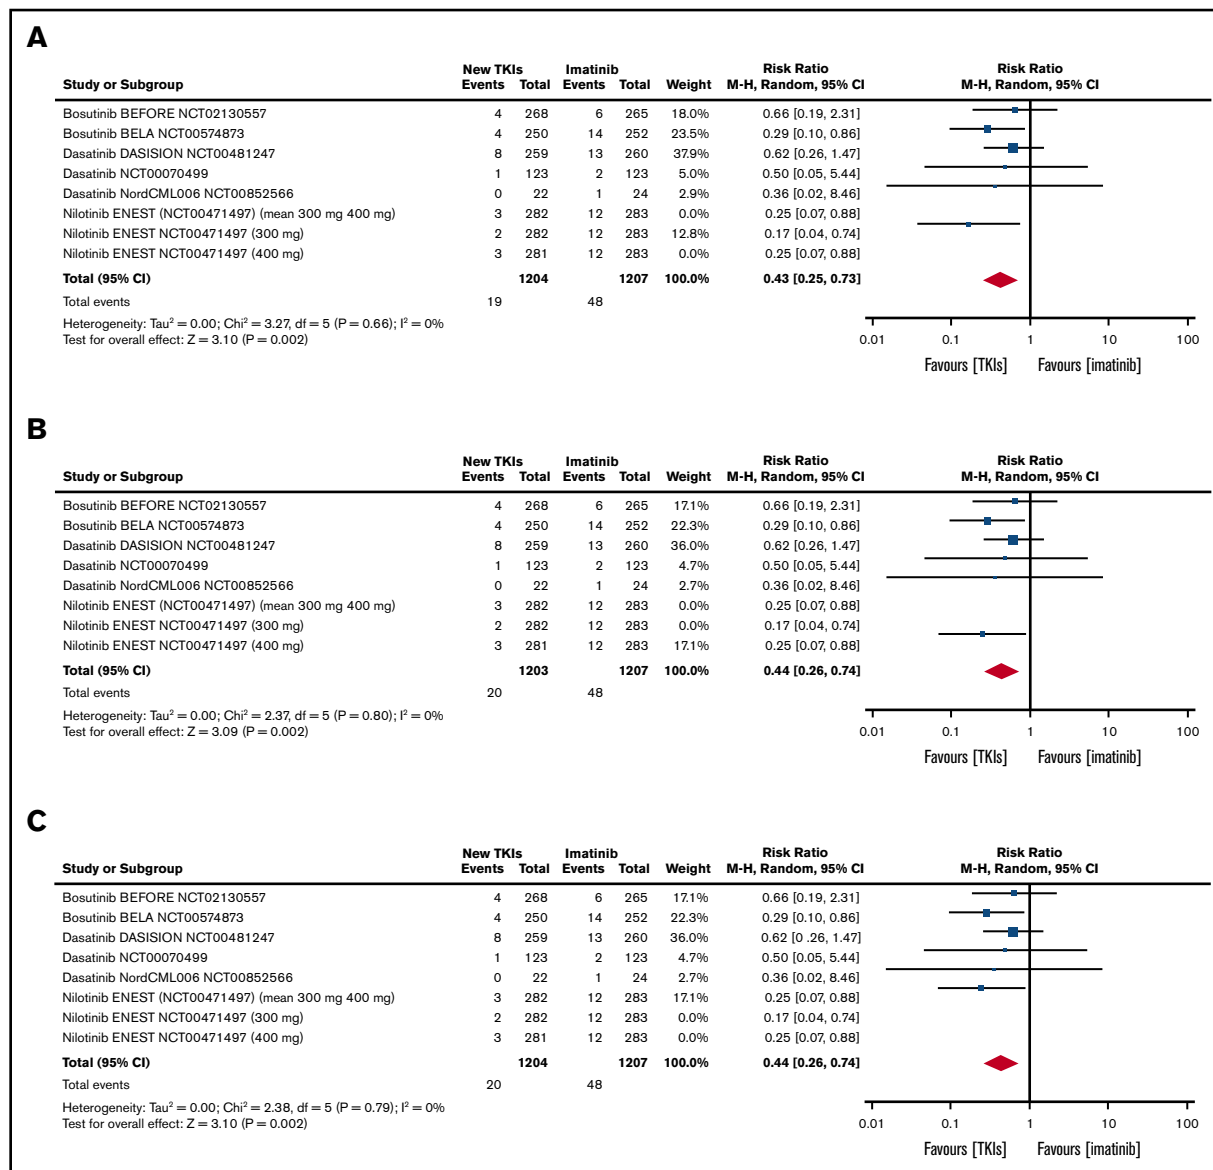 A
New TKIs Imatinib Risk Ratio Risk Ratio
Study or Subgroup Events Total Events Total Weight M-H, Random, 95% CI M-H, Random, 95% CI
Bosutinib BEFORE NCT02130557 4 268 6 265 18.0% 0.66 [0.19, 2.31]
Bosutinib BELA NCT00574873 4 250 14 252 23.5% 0.29 [0.10, 0.86]
Dasatinib DASISION NCT00481247 8 259 13 260 37.9% 0.62 [0.26, 1.47]
Dasatinib NCT00070499 1 123 2 123 5.0% 0.50 [0.05, 5.44]
Dasatinib NordCML006 NCT00852566 0 22 1 24 2.9% 0.36 [0.02, 8.46]
Nilotinib ENEST (NCT00471497) (mean 300 mg 400 mg) 3 282 12 283 0.0% 0.25 [0.07, 0.88]
Nilotinib ENEST NCT00471497 (300 mg) 2 282 12 283 12.8% 0.17 [0.04, 0.74]
Nilotinib ENEST NCT00471497 (400 mg) 3 281 12 283 0.0% 0.25 [0.07, 0.88]
Total (95% CI) 1204 1207 100.0% 0.43 [0.25, 0.73]
Total events 19 48
Heterogeneity: Tau² = 0.00; Chi² = 3.27, df = 5 (P = 0.66); I² = 0%
Test for overall effect: Z = 3.10 (P = 0.002)
0.01 0.1 1 10 100
Favours [TKIs] Favours [imatinib]
B
New TKIs Imatinib Risk Ratio Risk Ratio
Study or Subgroup Events Total Events Total Weight M-H, Random, 95% CI M-H, Random, 95% CI
Bosutinib BEFORE NCT02130557 4 268 6 265 17.1% 0.66 [0.19, 2.31]
Bosutinib BELA NCT00574873 4 250 14 252 22.3% 0.29 [0.10, 0.86]
Dasatinib DASISION NCT00481247 8 259 13 260 36.0% 0.62 [0.26, 1.47]
Dasatinib NCT00070499 1 123 2 123 4.7% 0.50 [0.05, 5.44]
Dasatinib NordCML006 NCT00852566 0 22 1 24 2.7% 0.36 [0.02, 8.46]
Nilotinib ENEST (NCT00471497) (mean 300 mg 400 mg) 3 282 12 283 0.0% 0.25 [0.07, 0.88]
Nilotinib ENEST NCT00471497 (300 mg) 2 282 12 283 0.0% 0.17 [0.04, 0.74]
Nilotinib ENEST NCT00471497 (400 mg) 3 281 12 283 17.1% 0.25 [0.07, 0.88]
Total (95% CI) 1203 1207 100.0% 0.44 [0.26, 0.74]
Total events 20 48
Heterogeneity: Tau² = 0.00; Chi² = 2.37, df = 5 (P = 0.80); I² = 0%
Test for overall effect: Z = 3.09 (P = 0.002)
0.01 0.1 1 10 100
Favours [TKIs] Favours [imatinib]
C
New TKIs Imatinib Risk Ratio Risk Ratio
Study or Subgroup Events Total Events Total Weight M-H, Random, 95% CI M-H, Random, 95% CI
Bosutinib BEFORE NCT02130557 4 268 6 265 17.1% 0.66 [0.19, 2.31]
Bosutinib BELA NCT00574873 4 250 14 252 22.3% 0.29 [0.10, 0.86]
Dasatinib DASISION NCT00481247 8 259 13 260 36.0% 0.62 [0 .26, 1.47]
Dasatinib NCT00070499 1 123 2 123 4.7% 0.50 [0.05, 5.44]
Dasatinib NordCML006 NCT00852566 0 22 1 24 2.7% 0.36 [0.02, 8.46]
Nilotinib ENEST (NCT00471497) (mean 300 mg 400 mg) 3 282 12 283 17.1% 0.25 [0.07, 0.88]
Nilotinib ENEST NCT00471497 (300 mg) 2 282 12 283 0.0% 0.17 [0.04, 0.74]
Nilotinib ENEST NCT00471497 (400 mg) 3 281 12 283 0.0% 0.25 [0.07, 0.88]
Total (95% CI) 1204 1207 100.0% 0.44 [0.26, 0.74]
Total events 20 48
Heterogeneity: Tau² = 0.00; Chi² = 2.38, df = 5 (P = 0.79); I² = 0%
Test for overall effect: Z = 3.10 (P = 0.002)
0.01 0.1 1 10 100
Favours [TKIs] Favours [imatinib]